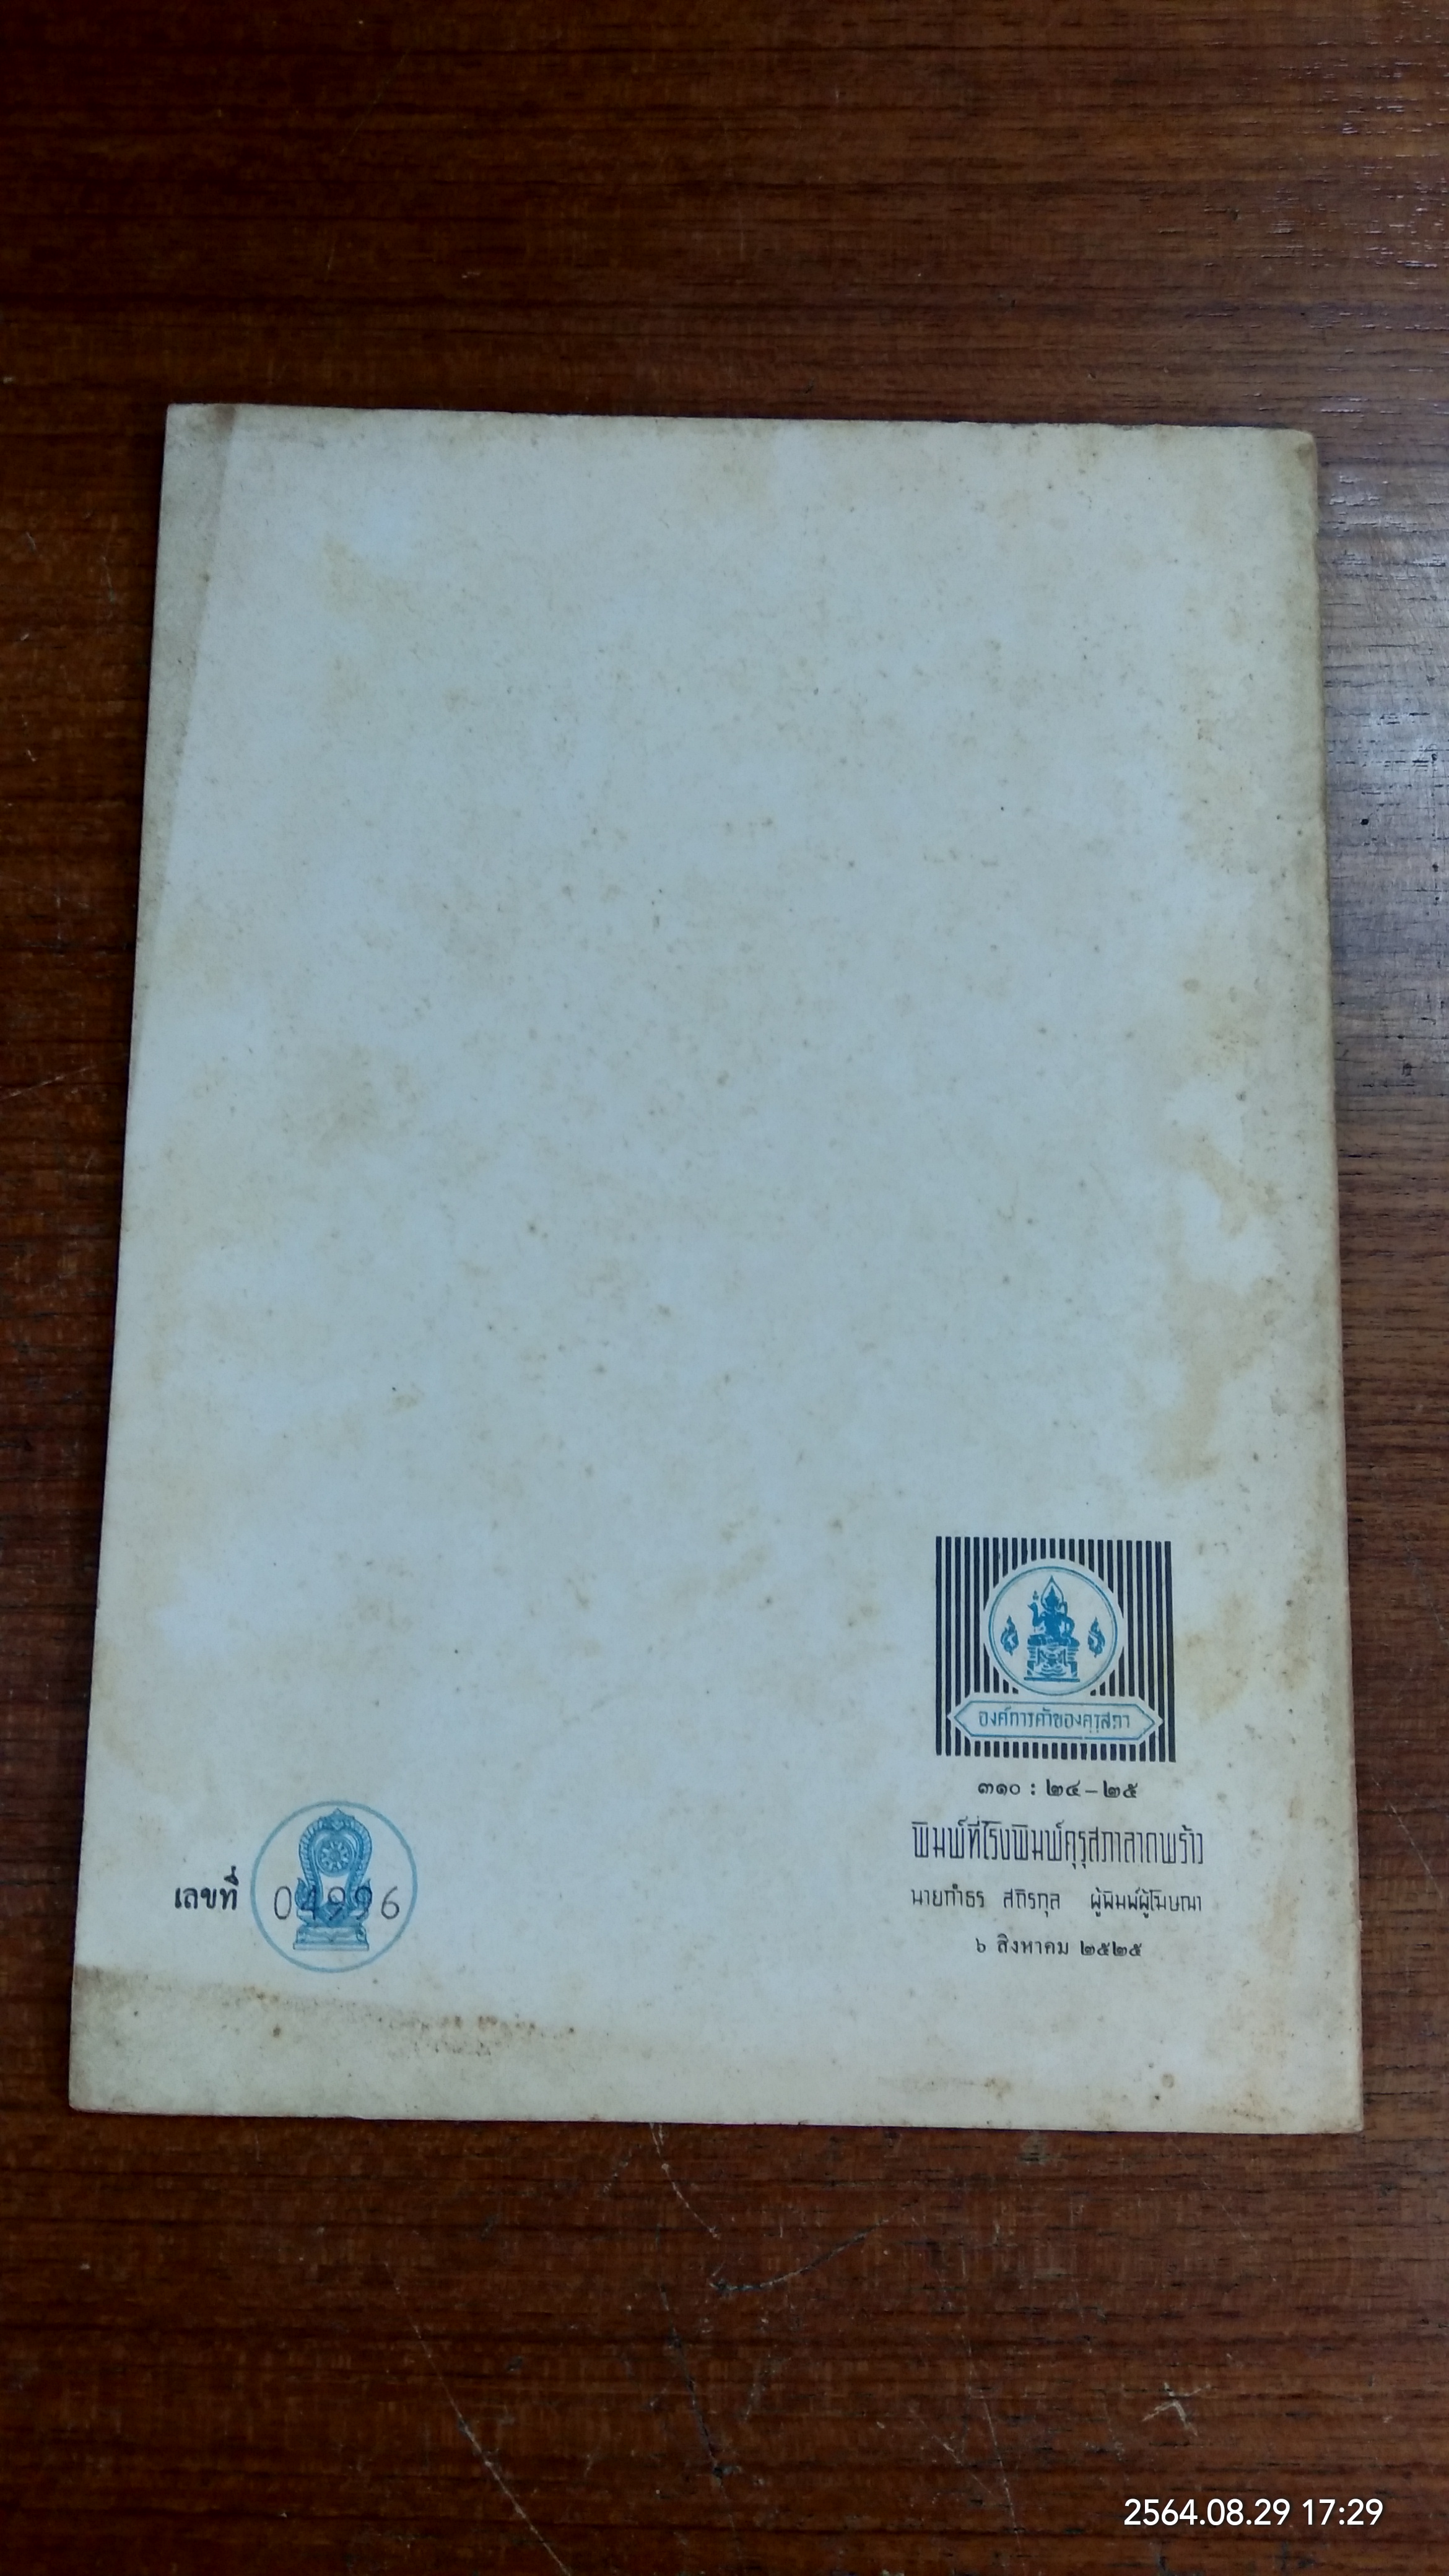 องค์การค้าของคุรุสภา
๓๑๐ : ๒๔ – ๒๕
พิมพ์ที่โรงพิมพ์คุรุสภาลาดพร้าว
นายกำธร สถิรกุล ผู้พิมพ์ผู้โฆษณา
๖ สิงหาคม ๒๕๒๕
เลขที่ 04996
2564.08.29 17:29